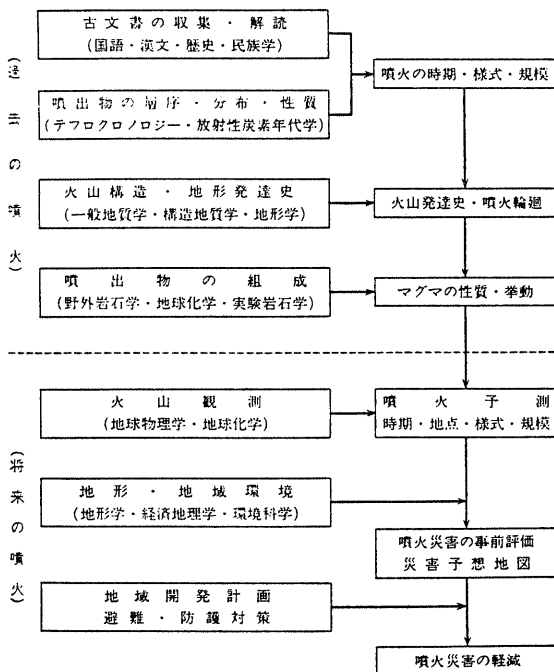 古文書の収集・解読
(国語・漢文・歴史・民族学)
噴火の時期・様式・規模
噴出物の層序・分布・性質
(テフロクロノロジー・放射性炭素年代学)
(過去の噴火)
火山構造・地形発達史
(一般地質学・構造地質学・地形学)
火山発達史・噴火輪廻
噴出物の組成
(野外岩石学・地球化学・実験岩石学)
マグマの性質・挙動
火山観測
(地球物理学・地球化学)
噴火予測
時期・地点・様式・規模
(将来の噴火)
地形・地域環境
(地形学・経済地理学・環境科学)
噴火災害の事前評価
災害予想地図
地域開発計画
避難・防護対策
噴火災害の軽減